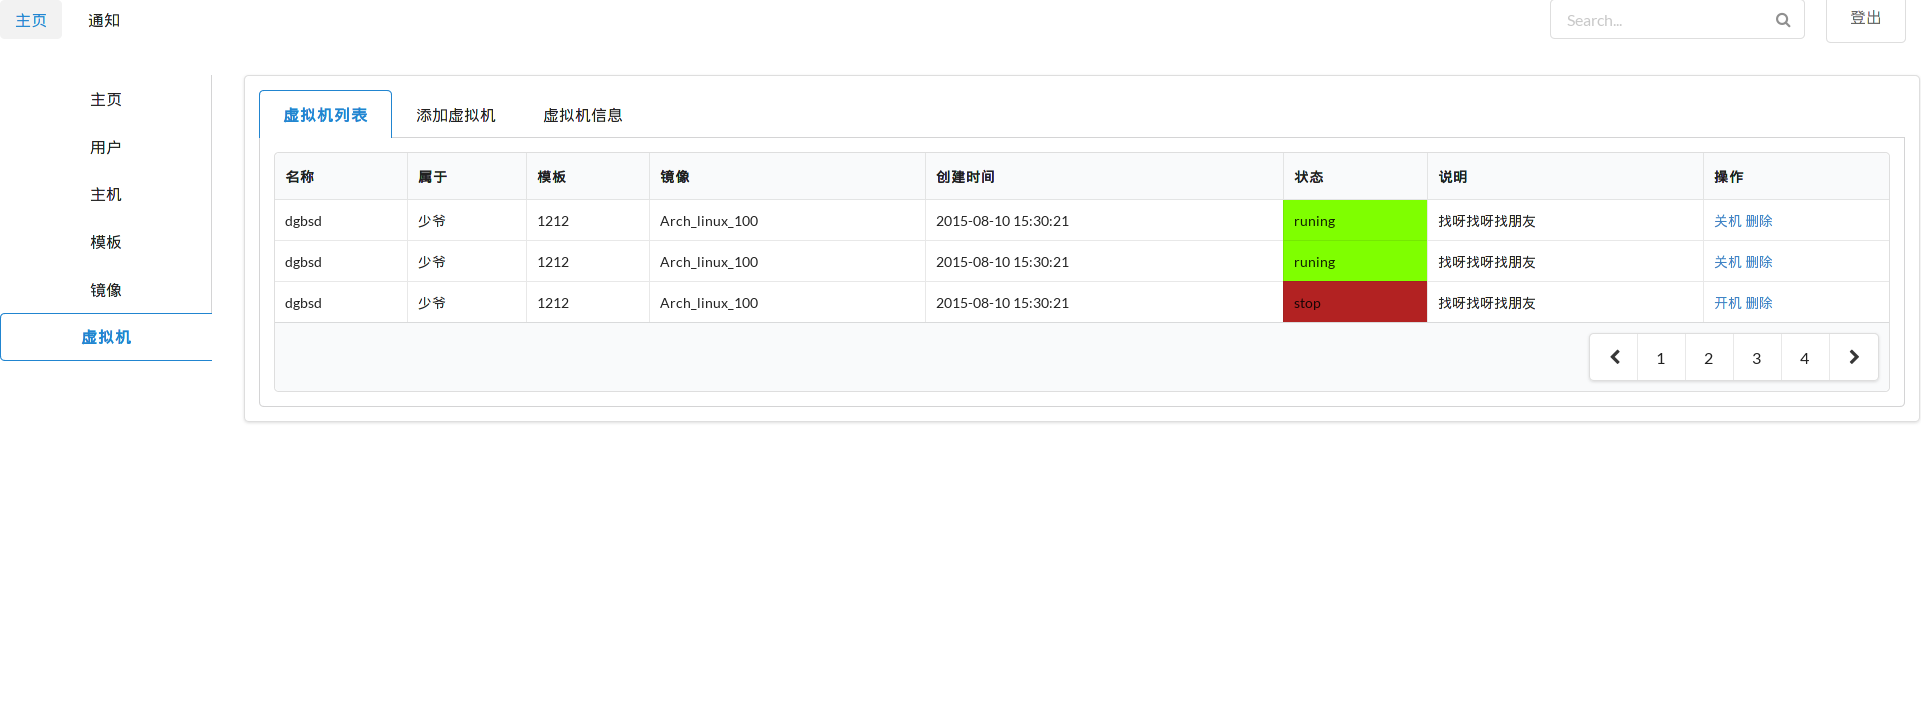 主页 通知 Search... 登出
主页
用户
主机
模板
镜像
虚拟机
虚拟机列表 添加虚拟机 虚拟机信息
名称 属于 模板 镜像 创建时间 状态 说明 操作
dgbsd 少爷 1212 Arch_linux_100 2015-08-10 15:30:21 runing 找呀找呀找朋友 关机 删除
dgbsd 少爷 1212 Arch_linux_100 2015-08-10 15:30:21 runing 找呀找呀找朋友 关机 删除
dgbsd 少爷 1212 Arch_linux_100 2015-08-10 15:30:21 stop 找呀找呀找朋友 开机 删除
1 2 3 4